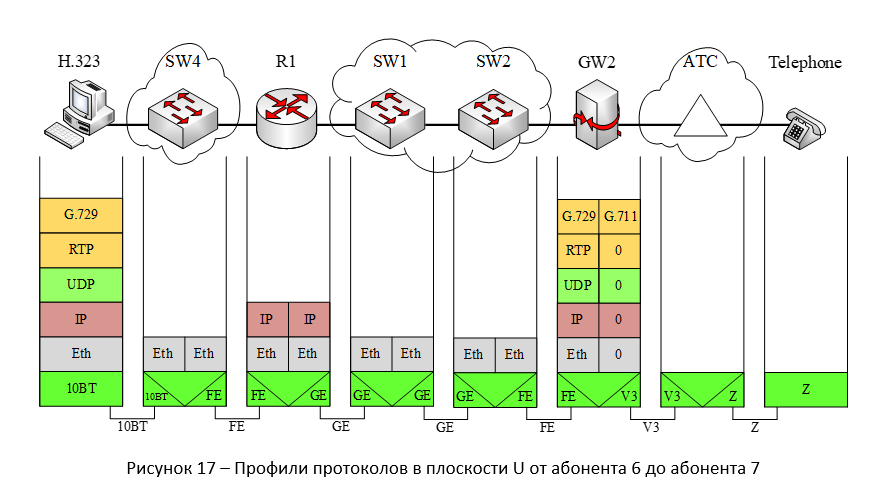 H.323 SW4 R1 SW1 SW2 GW2 ATC Telephone
G.729 G.729 G.711
RTP RTP 0
UDP UDP 0
IP IP IP IP 0
Eth Eth Eth Eth Eth Eth Eth Eth Eth Eth 0
10BT 10BT FE FE GE GE GE GE FE FE V3 V3 Z Z
10BT FE GE GE FE V3 Z
Рисунок 17 – Профили протоколов в плоскости U от абонента 6 до абонента 7